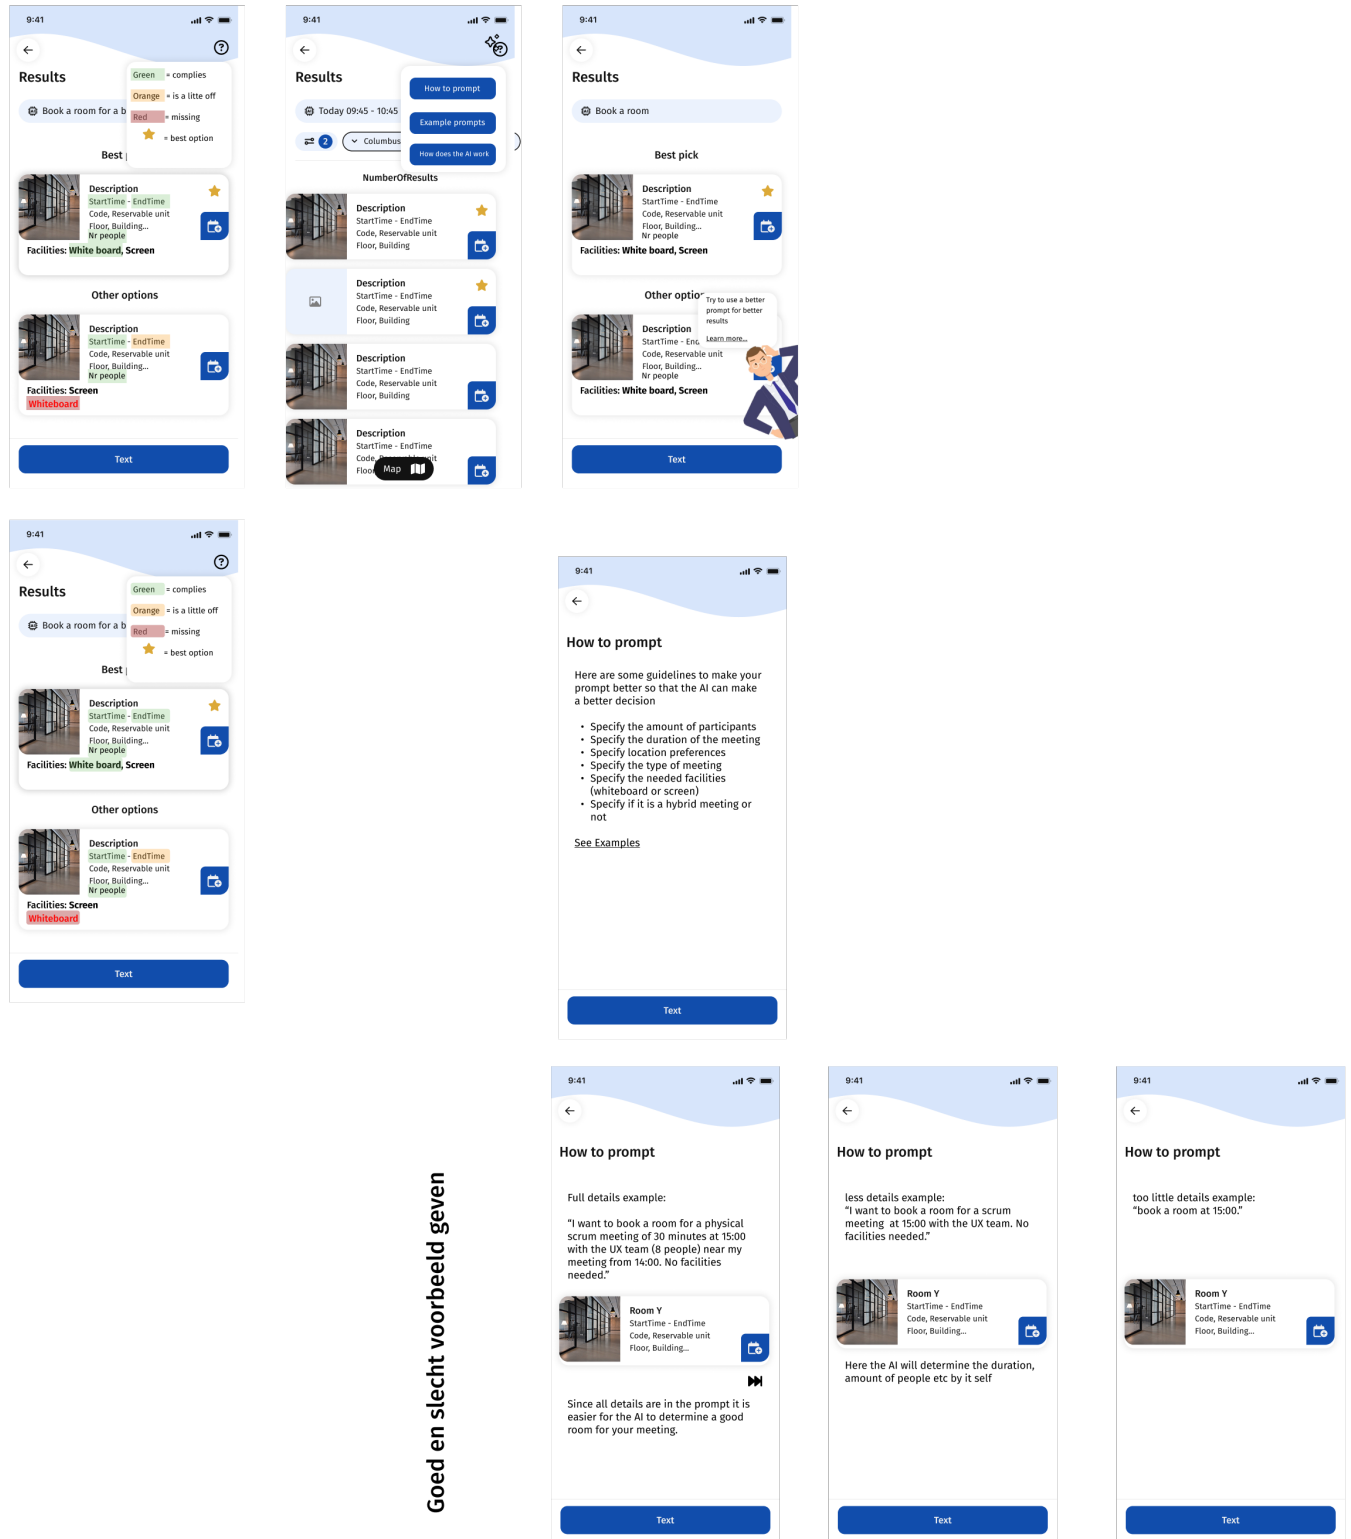 9:41
Results
Book a room for a b
Green = complies
Orange = is a litte off
Red = missing
= best option
Best
Description
StartTime - EndTime
Code, Reservable unit
Floor, Building...
Nr people
Facilities: White board, Screen
Other options
Description
StartTime - EndTime
Code, Reservable unit
Floor, Building...
Nr people
Facilities: Screen
Whiteboard
Text
9:41
Results
How to prompt
Example prompts
How does the AI work
Today 09:45 - 10:45
2
Columbus
NumberOfResults
Description
StartTime - EndTime
Code, Reservable unit
Floor, Building
Description
StartTime - EndTime
Code, Reservable unit
Floor, Building
Description
StartTime - EndTime
Code, Reservable unit
Floor, Building
Description
StartTime - EndTime
Code, Reservable unit
Floor
Map
9:41
Results
Book a room
Best pick
Description
StartTime - EndTime
Code, Reservable unit
Floor, Building...
Nr people
Facilities: White board, Screen
Other options
Try to use a better
prompt for better
results
Learn more...
Description
StartTime - EndTime
Code, Reservable unit
Floor, Building...
Nr people
Facilities: White board, Screen
Text
9:41
Results
Book a room for a b
Green = complies
Orange = is a little off
Red = missing
= best option
Best
Description
StartTime - EndTime
Code, Reservable unit
Floor, Building...
Nr people
Facilities: White board, Screen
Other options
Description
StartTime - EndTime
Code, Reservable unit
Floor, Building...
Nr people
Facilities: Screen
Whiteboard
Text
9:41
How to prompt
Here are some guidelines to make your
prompt better so that the AI can make
a better decision
• Specify the amount of participants
• Specify the duration of the meeting
• Specify location preferences
• Specify the type of meeting
• Specify the needed facilities
(whiteboard or screen)
• Specify if it is a hybrid meeting or
not
See Examples
Text
Goed en slecht voorbeeld geven
9:41
How to prompt
Full details example:
“I want to book a room for a physical
scrum meeting of 30 minutes at 15:00
with the UX team (8 people) near my
meeting from 14:00. No facilities
needed.”
Room Y
StartTime - EndTime
Code, Reservable unit
Floor, Building...
Since all details are in the prompt it is
easier for the AI to determine a good
room for your meeting.
Text
9:41
How to prompt
less details example:
“I want to book a room for a scrum
meeting at 15:00 with the UX team. No
facilities needed.”
Room Y
StartTime - EndTime
Code, Reservable unit
Floor, Building...
Here the AI will determine the duration,
amount of people etc by it self
Text
9:41
How to prompt
too little details example:
“book a room at 15:00.”
Room Y
StartTime - EndTime
Code, Reservable unit
Floor, Building...
Text